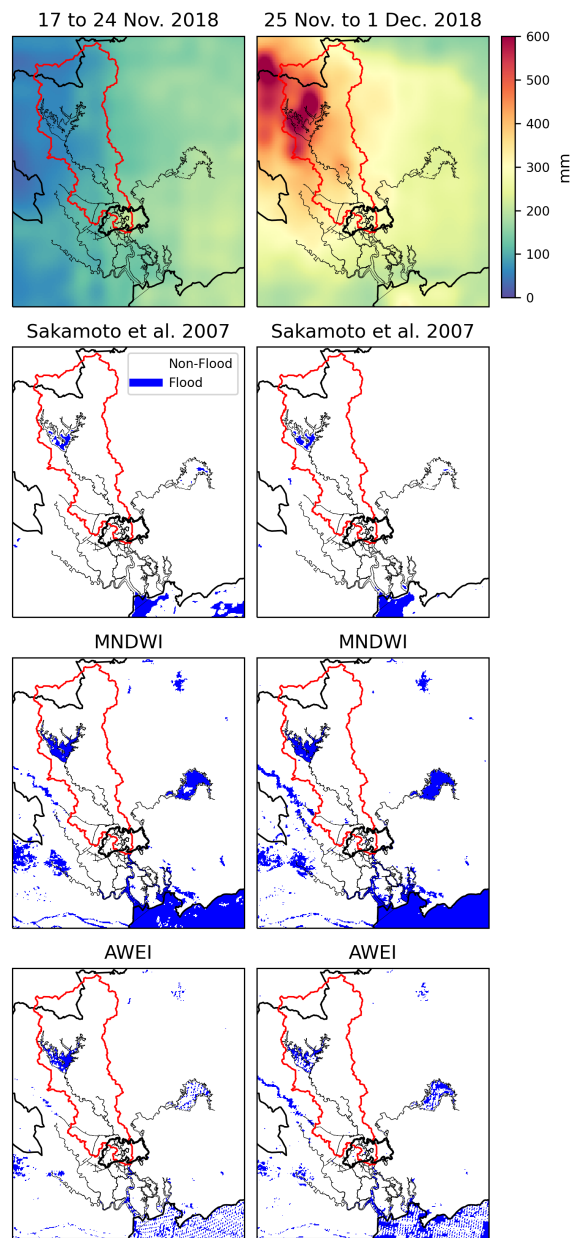 17 to 24 Nov. 2018
25 Nov. to 1 Dec. 2018
600
500
400
300
200
100
0
mm
Sakamoto et al. 2007
Sakamoto et al. 2007
Non-Flood
Flood
MNDWI
MNDWI
AWEI
AWEI